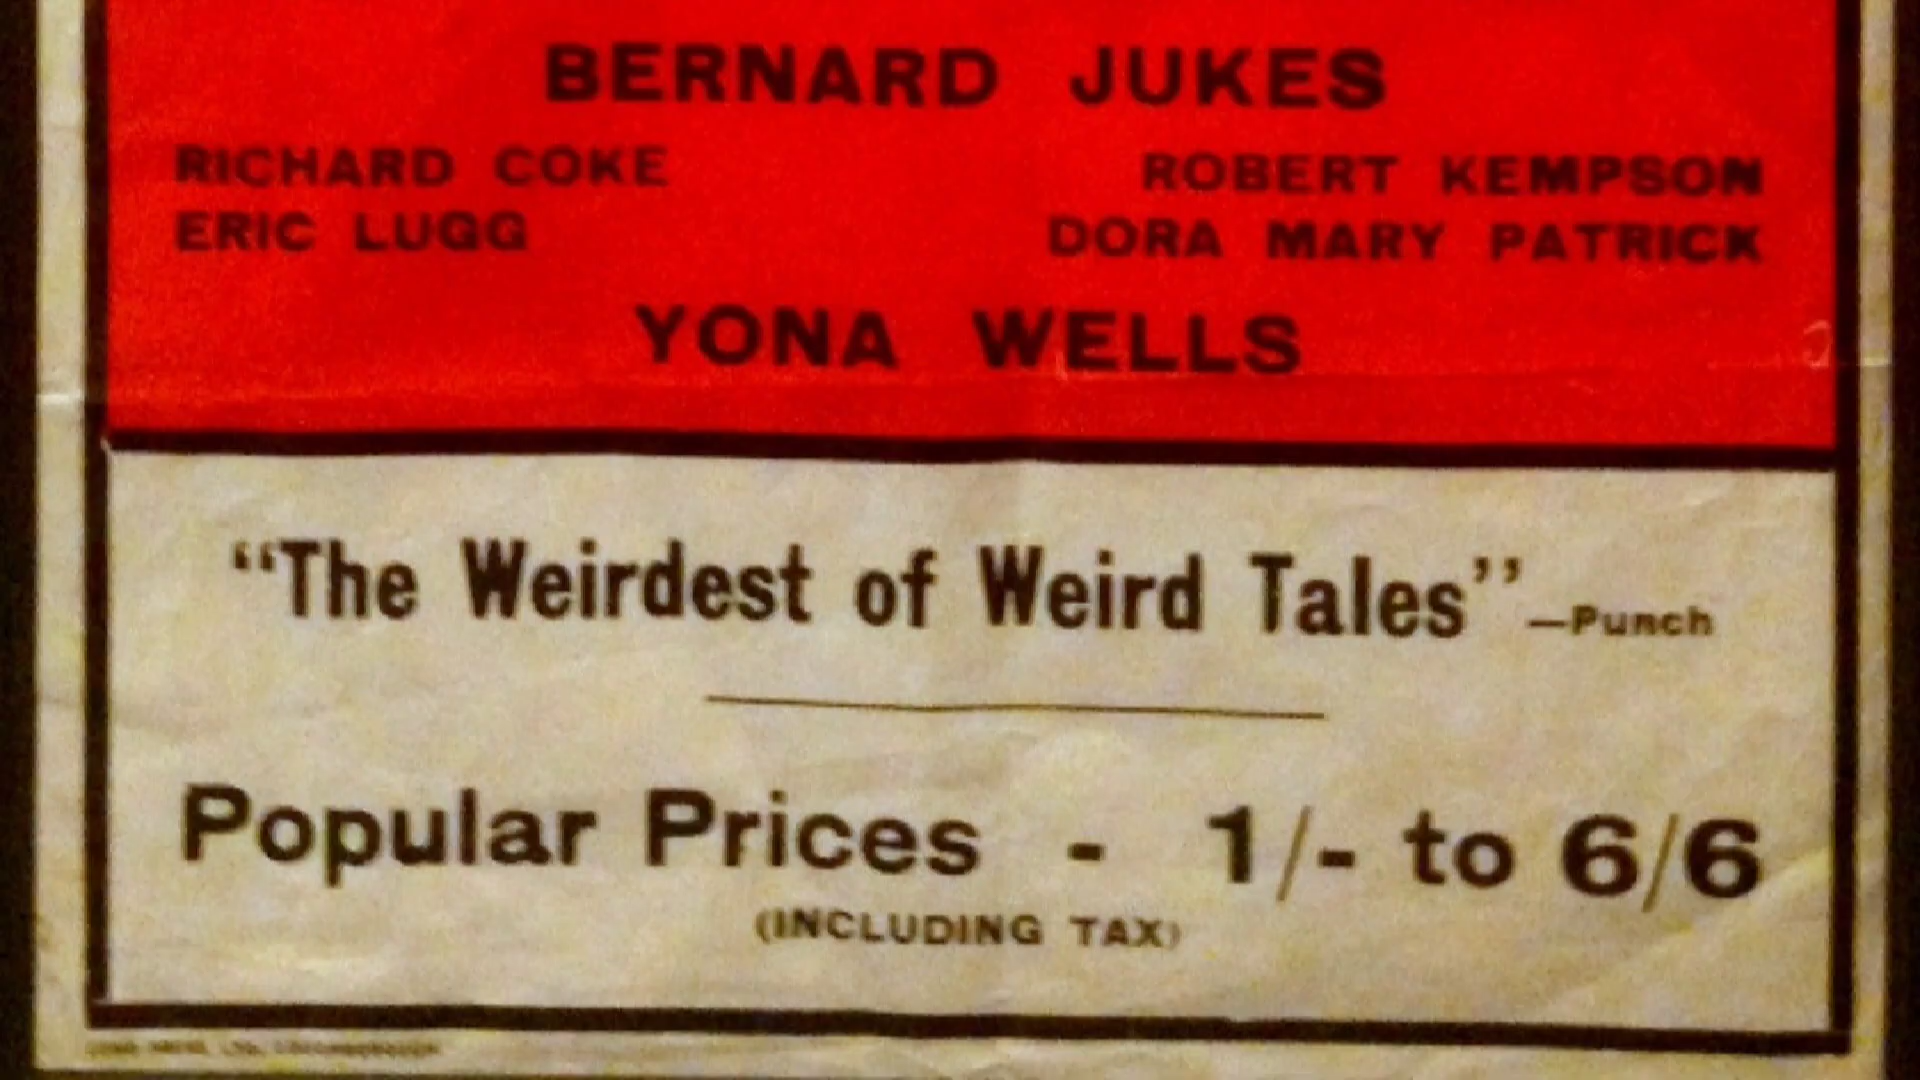 BERNARD JUKES
RICHARD COKE ROBERT KEMPSON
ERIC LUGG DORA MARY PATRICK
YONA WELLS
“The Weirdest of Weird Tales”—Punch
Popular Prices - 1/- to 6/6
(INCLUDING TAX)